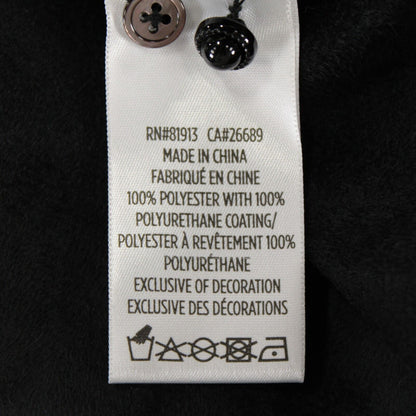 RN#81913 CA#26689
MADE IN CHINA
FABRIQUÉ EN CHINE
100% POLYESTER WITH 100%
POLYURETHANE COATING/
POLYESTER À REVÊTEMENT 100%
POLYURÉTHANE
EXCLUSIVE OF DECORATION
EXCLUSIVE DES DÉCORATIONS